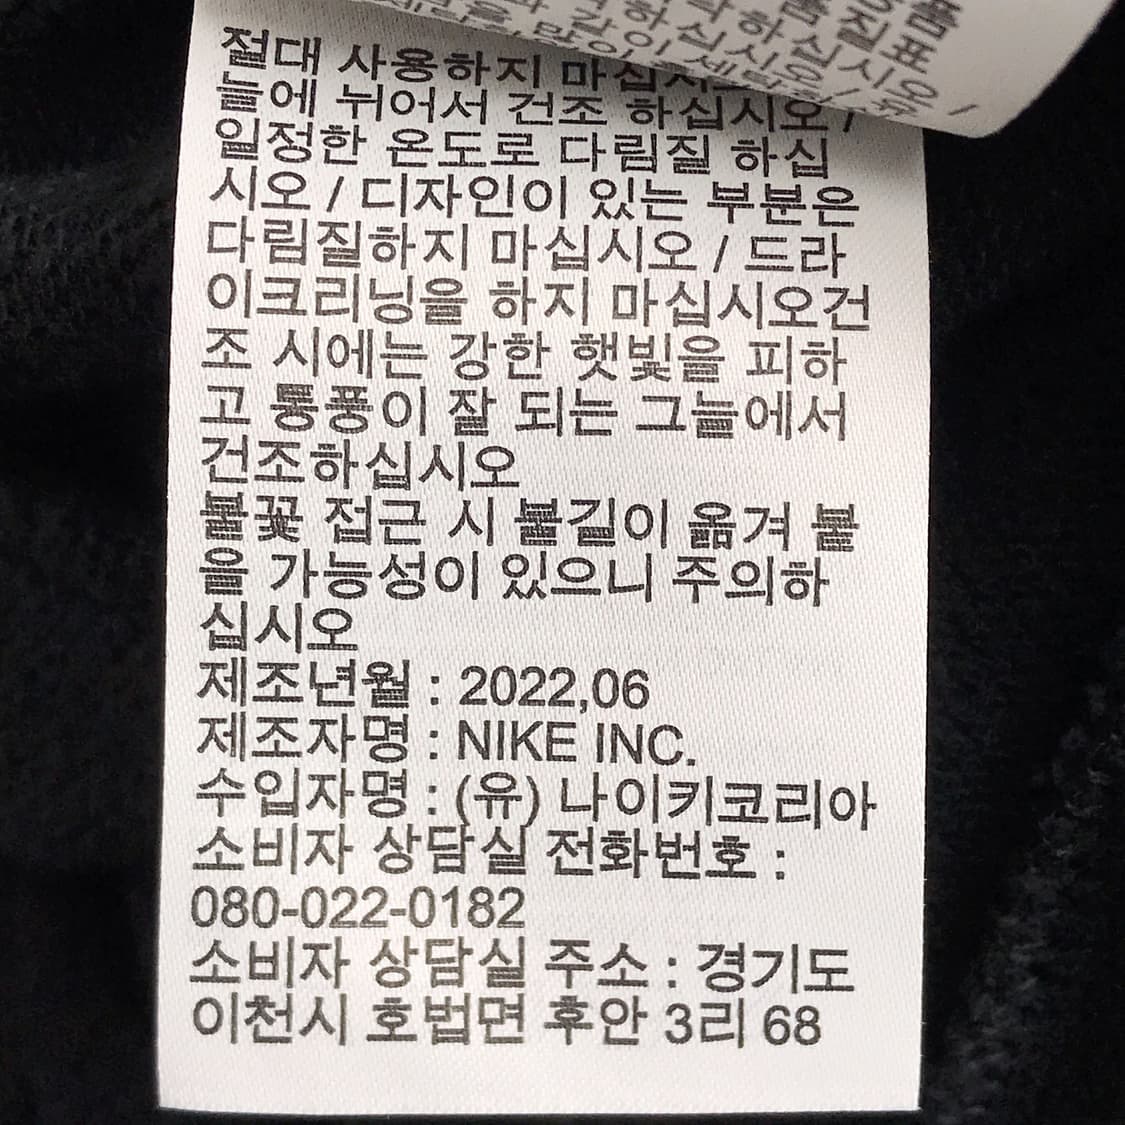 절대 사용하지 마십시오
늘에 뉘어서 건조 하십시오 /
일정한 온도로 다림질 하십
시오 / 디자인이 있는 부분은
다림질하지 마십시오 / 드라
이크리닝을 하지 마십시오건
조 시에는 강한 햇빛을 피하
고 통풍이 잘 되는 그늘에서
건조하십시오
불꽃 접근 시 불길이 옮겨 붙
을 가능성이 있으니 주의하
십시오
제조년월 : 2022,06
제조자명 : NIKE INC.
수입자명 : (유) 나이키코리아
소비자 상담실 전화번호 :
080-022-0182
소비자 상담실 주소 : 경기도
이천시 호법면 후안 3리 68